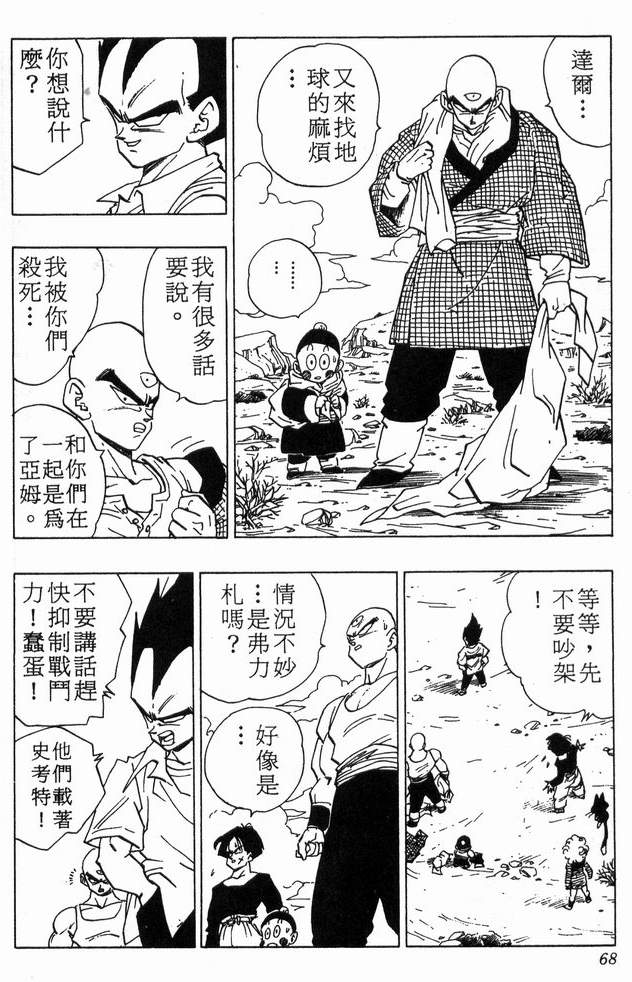 達爾…
又來找地
球的麻煩
…
……
你想說什
麼？
我有很多話
要說。
我被你們
殺死…
和你們在
一起是爲
了亞姆。
等等，先
不要吵架
！
情況不妙
…是弗力
札嗎？
好像是
…
不要講話趕
快抑制戰鬥
力！蠢蛋！
他們載著
史考特！
68